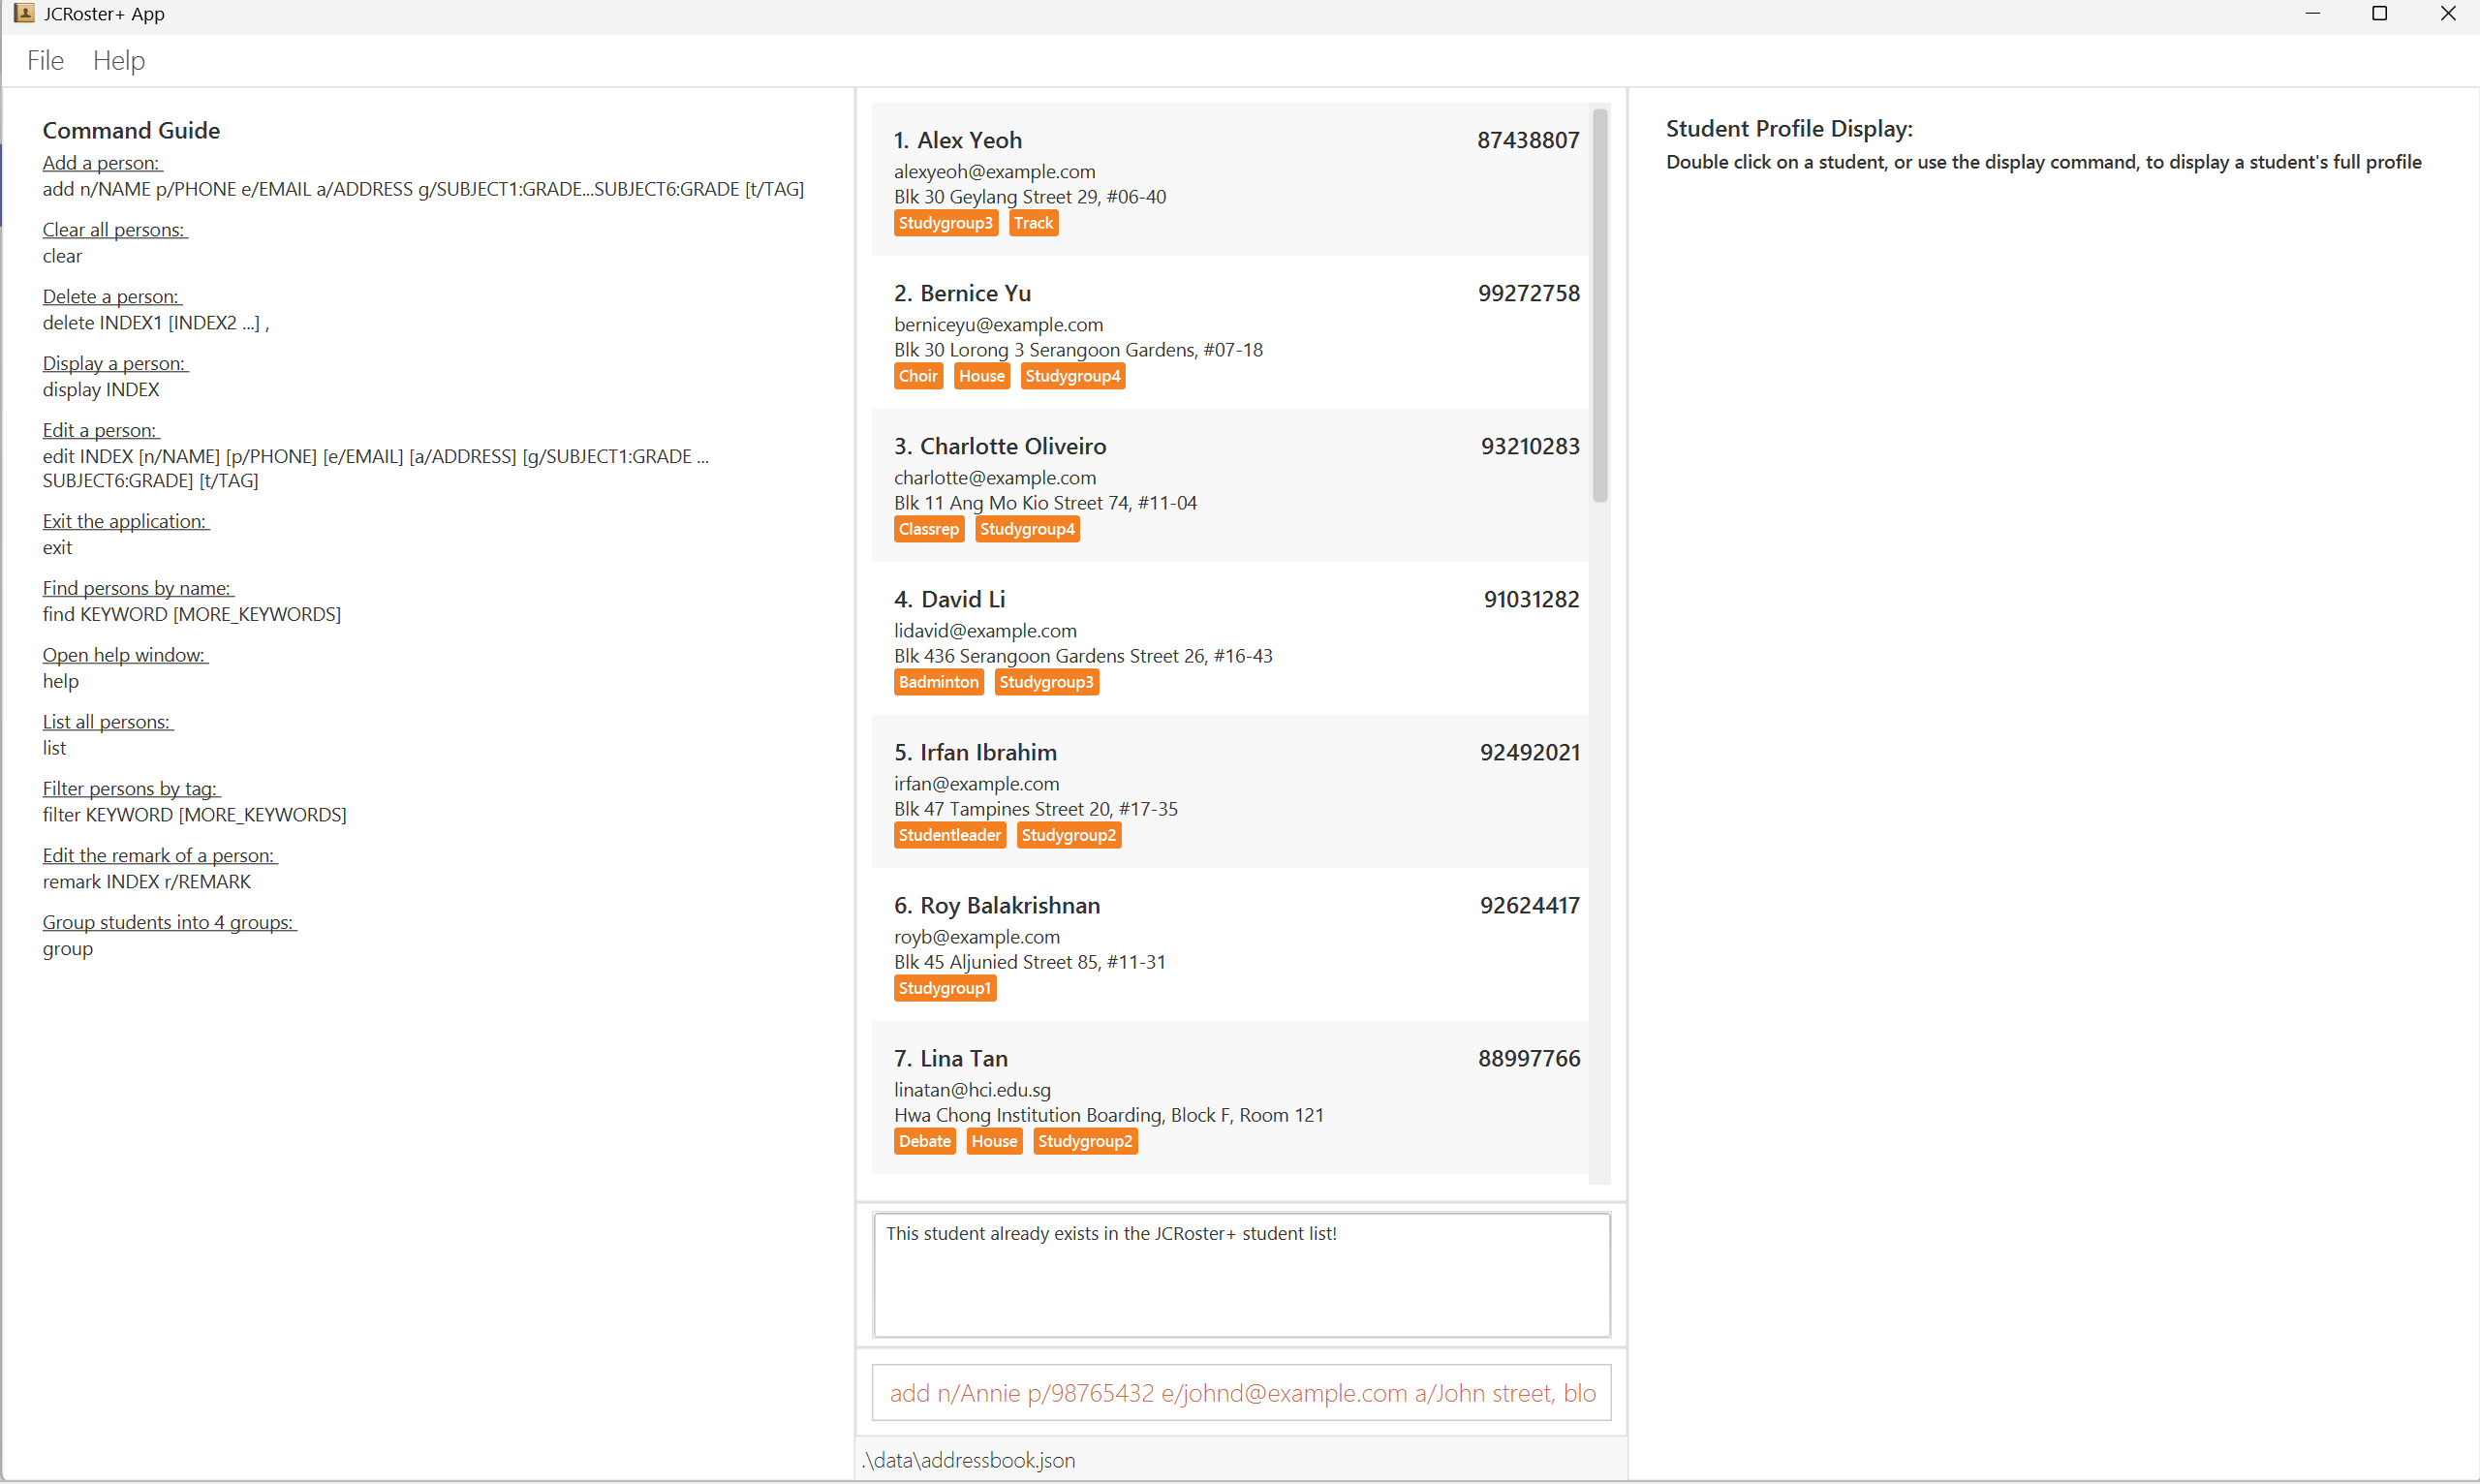 JCRoster+ App
File Help
Command Guide
Add a person:
add n/NAME p/PHONE e/EMAIL a/ADDRESS g/SUBJECT1:GRADE...SUBJECT6:GRADE [t/TAG]
Clear all persons:
clear
Delete a person:
delete INDEX1 [INDEX2 ...] ,
Display a person:
display INDEX
Edit a person:
edit INDEX [n/NAME] [p/PHONE] [e/EMAIL] [a/ADDRESS] [g/SUBJECT1:GRADE ...
SUBJECT6:GRADE] [t/TAG]
Exit the application:
exit
Find persons by name:
find KEYWORD [MORE_KEYWORDS]
Open help window:
help
List all persons:
list
Filter persons by tag:
filter KEYWORD [MORE_KEYWORDS]
Edit the remark of a person:
remark INDEX r/REMARK
Group students into 4 groups:
group
1. Alex Yeoh 87438807
alexyeoh@example.com
Blk 30 Geylang Street 29, #06-40
Studygroup3 Track
2. Bernice Yu 99272758
berniceyu@example.com
Blk 30 Lorong 3 Serangoon Gardens, #07-18
Choir House Studygroup4
3. Charlotte Oliveiro 93210283
charlotte@example.com
Blk 11 Ang Mo Kio Street 74, #11-04
Classrep Studygroup4
4. David Li 91031282
lidavid@example.com
Blk 436 Serangoon Gardens Street 26, #16-43
Badminton Studygroup3
5. Irfan Ibrahim 92492021
irfan@example.com
Blk 47 Tampines Street 20, #17-35
Studentleader Studygroup2
6. Roy Balakrishnan 92624417
royb@example.com
Blk 45 Aljunied Street 85, #11-31
Studygroup1
7. Lina Tan 88997766
linatan@hci.edu.sg
Hwa Chong Institution Boarding, Block F, Room 121
Debate House Studygroup2
This student already exists in the JCRoster+ student list!
add n/Annie p/98765432 e/johnd@example.com a/John street, blo
.\data\addressbook.json
Student Profile Display:
Double click on a student, or use the display command, to display a student's full profile